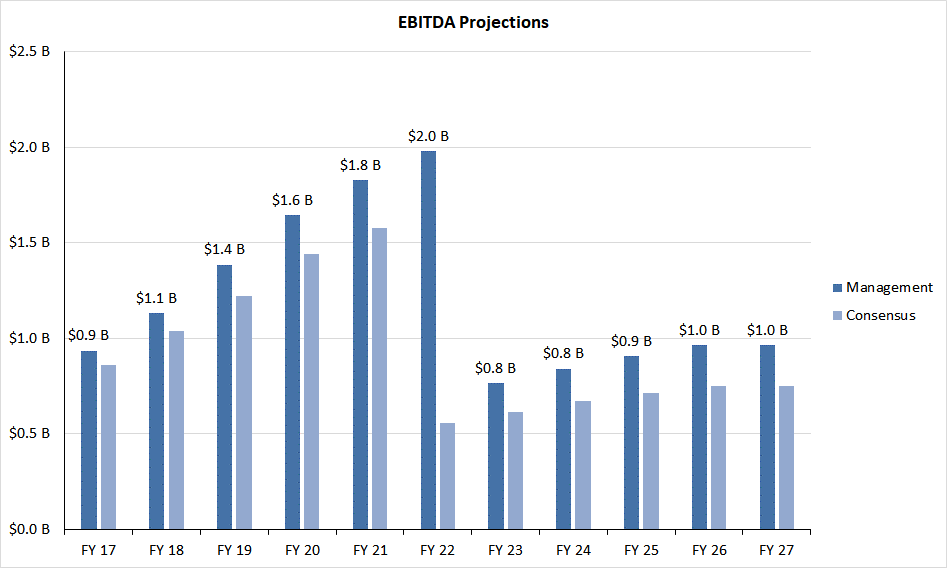 EBITDA Projections
$2.5 B
$2.0 B
$1.5 B
$1.0 B
$0.5 B
$0.0 B
$0.9 B
$1.1 B
$1.4 B
$1.6 B
$1.8 B
$2.0 B
$0.8 B
$0.8 B
$0.9 B
$1.0 B
$1.0 B
FY 17
FY 18
FY 19
FY 20
FY 21
FY 22
FY 23
FY 24
FY 25
FY 26
FY 27
Management
Consensus